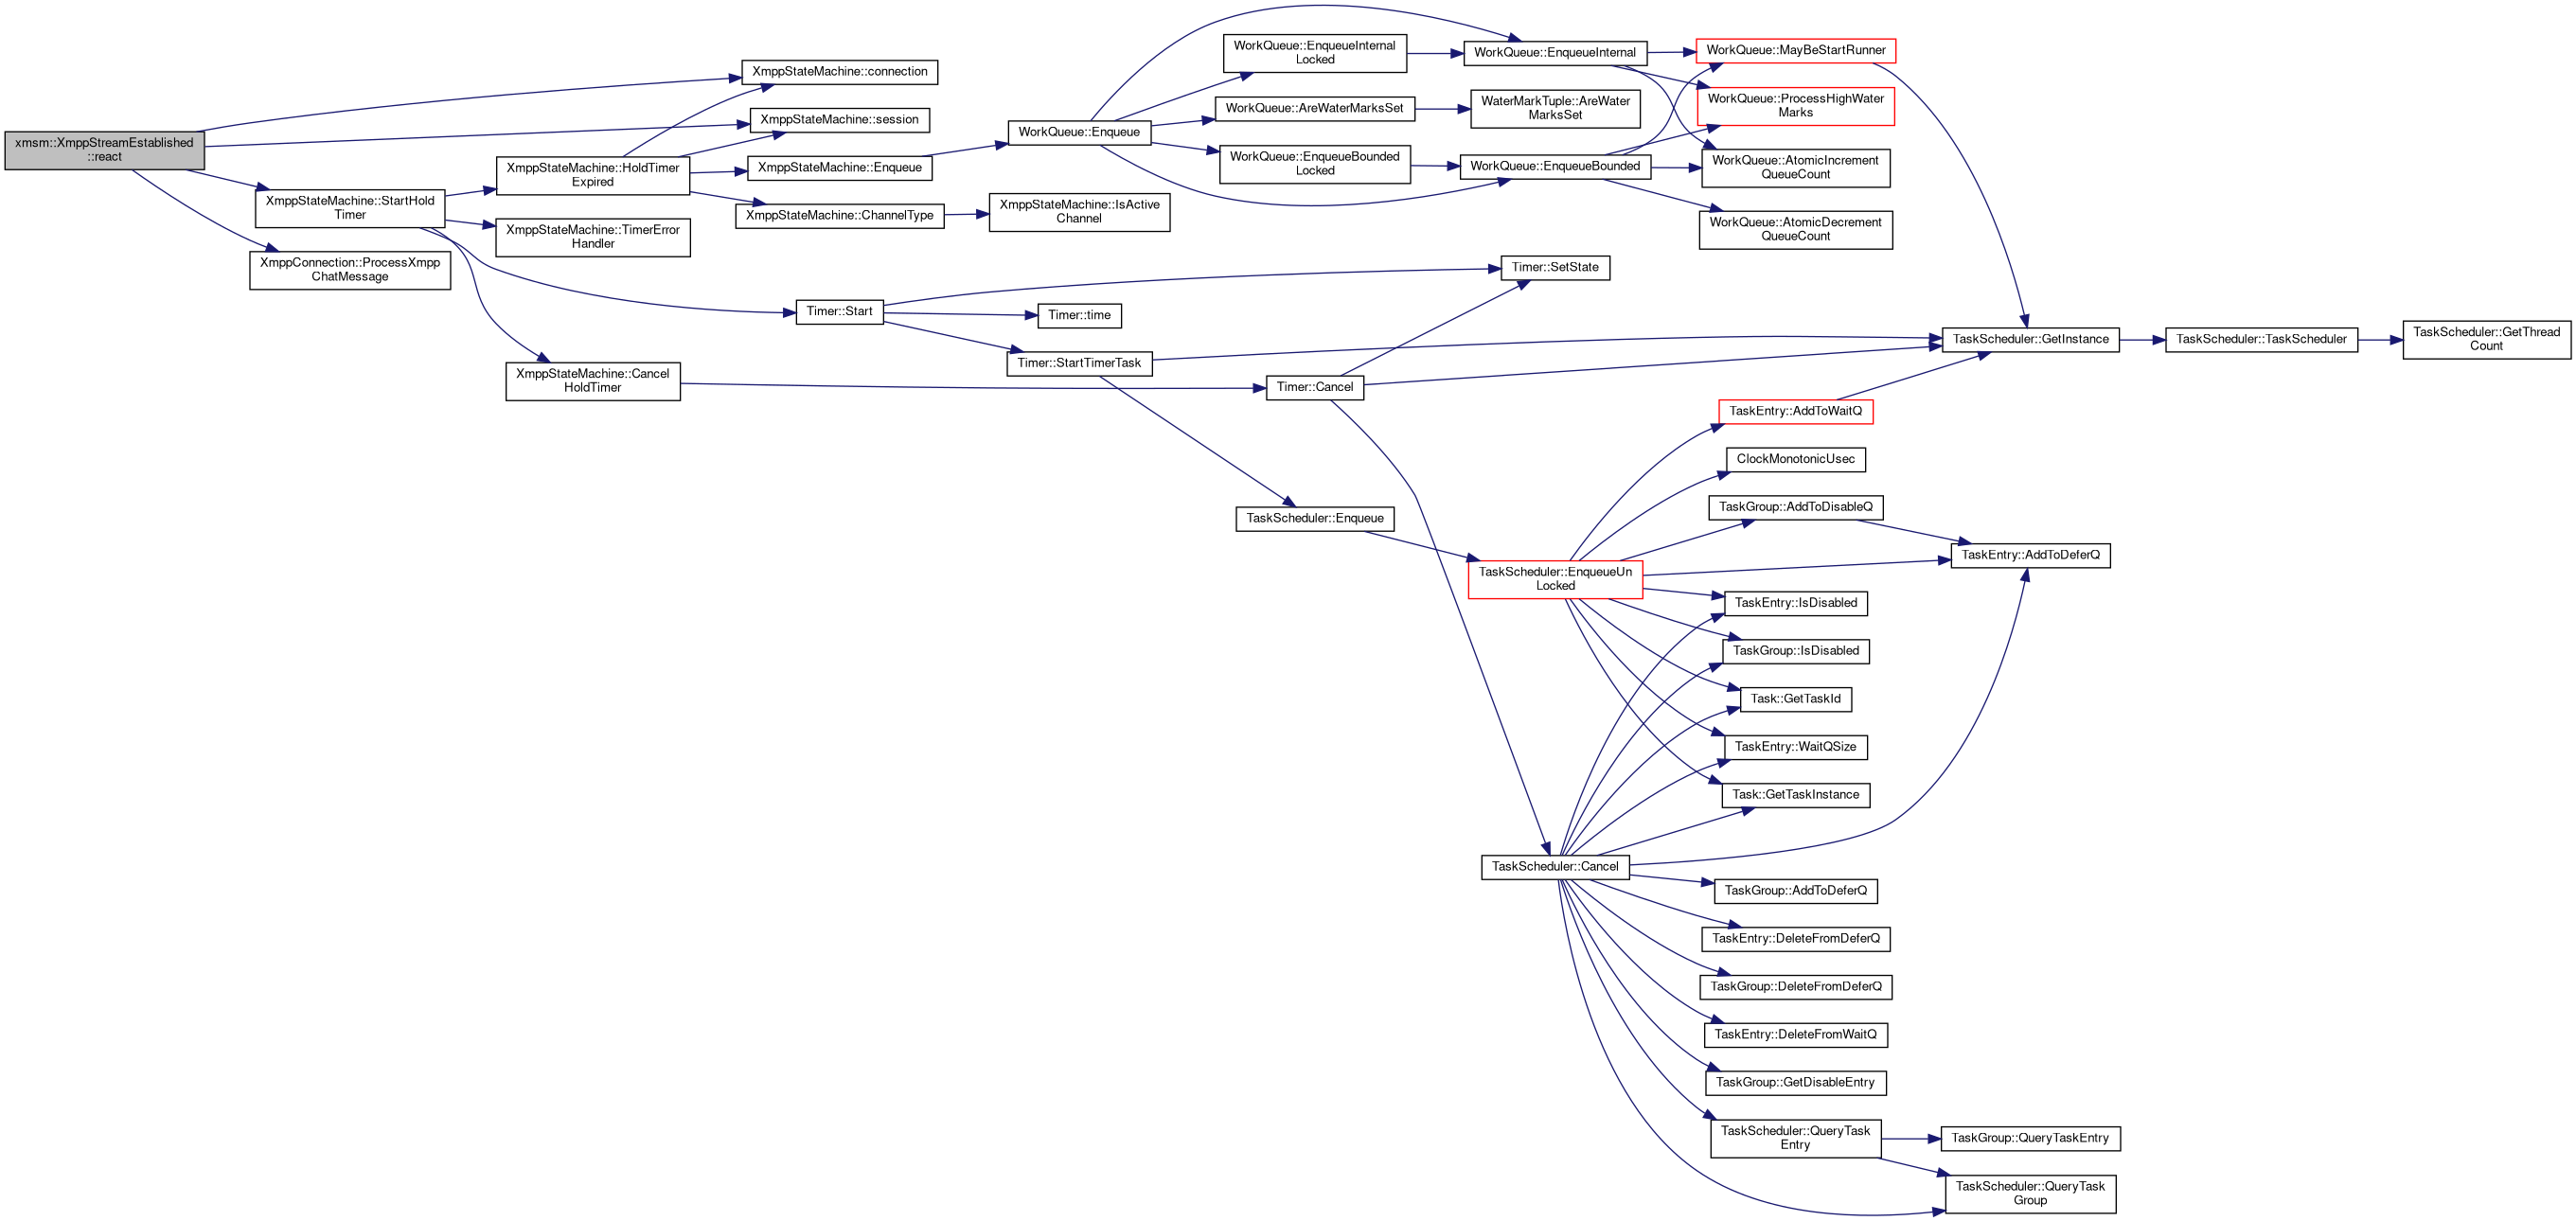 xmsm::XmppStreamEstablished
::react
XmppStateMachine::connection
XmppStateMachine::session
XmppStateMachine::StartHold
Timer
XmppConnection::ProcessXmpp
ChatMessage
XmppStateMachine::HoldTimer
Expired
XmppStateMachine::TimerError
Handler
XmppStateMachine::Cancel
HoldTimer
XmppStateMachine::Enqueue
XmppStateMachine::ChannelType
XmppStateMachine::IsActive
Channel
WorkQueue::Enqueue
WorkQueue::EnqueueInternal
Locked
WorkQueue::AreWaterMarksSet
WorkQueue::EnqueueBounded
Locked
WorkQueue::EnqueueInternal
WaterMarkTuple::AreWater
MarksSet
WorkQueue::EnqueueBounded
WorkQueue::MayBeStartRunner
WorkQueue::ProcessHighWater
Marks
WorkQueue::AtomicIncrement
QueueCount
WorkQueue::AtomicDecrement
QueueCount
Timer::Start
Timer::SetState
Timer::time
Timer::StartTimerTask
Timer::Cancel
TaskScheduler::GetInstance
TaskScheduler::TaskScheduler
TaskScheduler::GetThread
Count
TaskScheduler::Enqueue
TaskScheduler::EnqueueUn
Locked
TaskEntry::AddToWaitQ
ClockMonotonicUsec
TaskGroup::AddToDisableQ
TaskEntry::AddToDeferQ
TaskEntry::IsDisabled
TaskGroup::IsDisabled
Task::GetTaskId
TaskEntry::WaitQSize
Task::GetTaskInstance
TaskScheduler::Cancel
TaskGroup::AddToDeferQ
TaskEntry::DeleteFromDeferQ
TaskGroup::DeleteFromDeferQ
TaskEntry::DeleteFromWaitQ
TaskGroup::GetDisableEntry
TaskScheduler::QueryTask
Entry
TaskGroup::QueryTaskEntry
TaskScheduler::QueryTask
Group